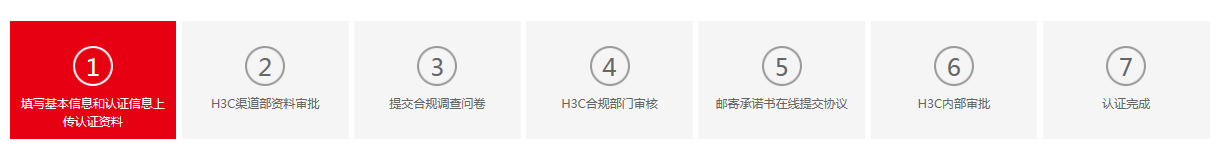 1
填写基本信息和认证信息上
传认证资料
2
H3C渠道部资料审批
3
提交合规调查问卷
4
H3C合规部门审核
5
邮寄承诺书在线提交协议
6
H3C内部审批
7
认证完成